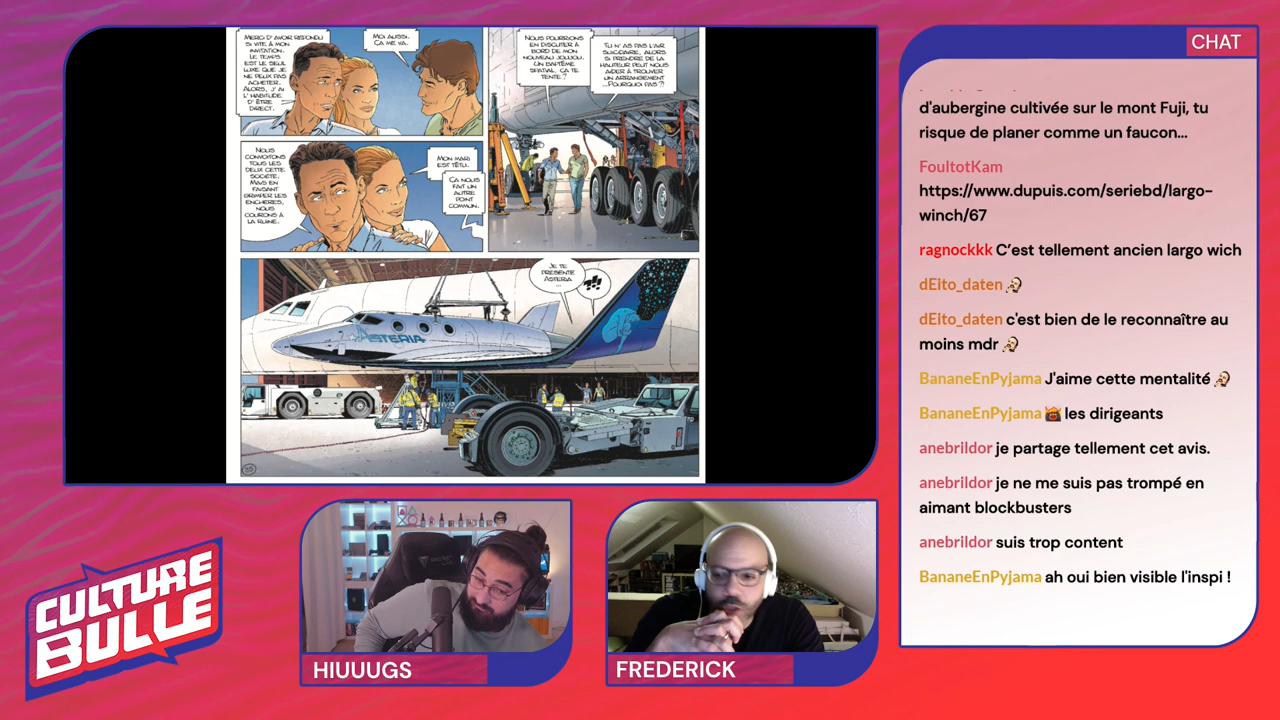 MERCI D'AVOIR RÉPONDU
SI VITE À MON
INVITATION.
LE TEMPS
EST LE SEUL
LUXE QUE JE
NE PEUX PAS
ACHETER.
ALORS, J'AI
L'HABITUDE
D'ÊTRE
DIRECT.
MOI AUSSI.
ÇA ME VA.
NOUS POURRIONS
EN DISCUTER À
BORD DE MON
NOUVEAU JOUJOU.
UN BAPTÊME
SPATIAL, ÇA TE
TENTE ?
TU N'AS PAS L'AIR
SUICIDAIRE, ALORS
SI PRENDRE DE LA
HAUTEUR PEUT NOUS
AIDER À TROUVER
UN ARRANGEMENT
...POURQUOI PAS ?!
NOUS
CONVOITONS
TOUS LES
DEUX CETTE
SOCIÉTÉ.
MAIS EN
FAISANT
GRIMPER LES
ENCHÈRES,
NOUS
COURONS À
LA RUINE.
MON MARI
EST TÊTU.
ÇA NOUS
FAIT UN
AUTRE
POINT
COMMUN.
JE TE
PRÉSENTE
ASTERIA
...
!!
ASTERIA
35
CHAT
d'aubergine cultivée sur le mont Fuji, tu
risque de planer comme un faucon...
FoultotKam
https://www.dupuis.com/seriebd/largo-
winch/67
ragnockkk C'est tellement ancien largo wich
dEito_daten
dEito_daten c'est bien de le reconnaître au
moins mdr
BananeEnPyjama J'aime cette mentalité
BananeEnPyjama les dirigeants
anebrildor je partage tellement cet avis.
anebrildor je ne me suis pas trompé en
aimant blockbusters
anebrildor suis trop content
BananeEnPyjama ah oui bien visible l'inspi !
CULTURE
BULLE
HIUUUGS
FREDERICK